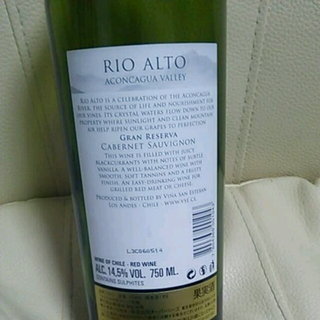 RIO ALTO
ACONCAGUA VALLEY
RIO ALTO IS A CELEBRATION OF THE ACONCAGUA
RIVER, THE SOURCE OF LIFE AND NOURISHMENT FOR
OUR VINES. ITS CRYSTAL WATERS FLOW DOWN TO OUR
PROPERTY WHERE SUNLIGHT AND CLEAN MOUNTAIN
AIR HELP RIPEN OUR GRAPES TO PERFECTION
GRAN RESERVA
CABERNET SAUVIGNON
THIS WINE IS FILLED WITH JUICY
BLACKCURRANTS WITH NOTES OF SUBTLE
VANILLA. A WELL-BALANCED WINE WITH
SOFT TANNINS AND A FRUITY
FINISH. AN EASY-DRINKING WINE FOR
GRILLED RED MEAT OR CHEESE.
PRODUCED & BOTTLED BY VIÑA SAN ESTEBAN
LOS ANDES - CHILE - WWW.VSE.CL
WINE OF CHILE - RED WINE
ALC. 14,5% VOL. 750 ML.
CONTAINS SULPHITES
果実酒